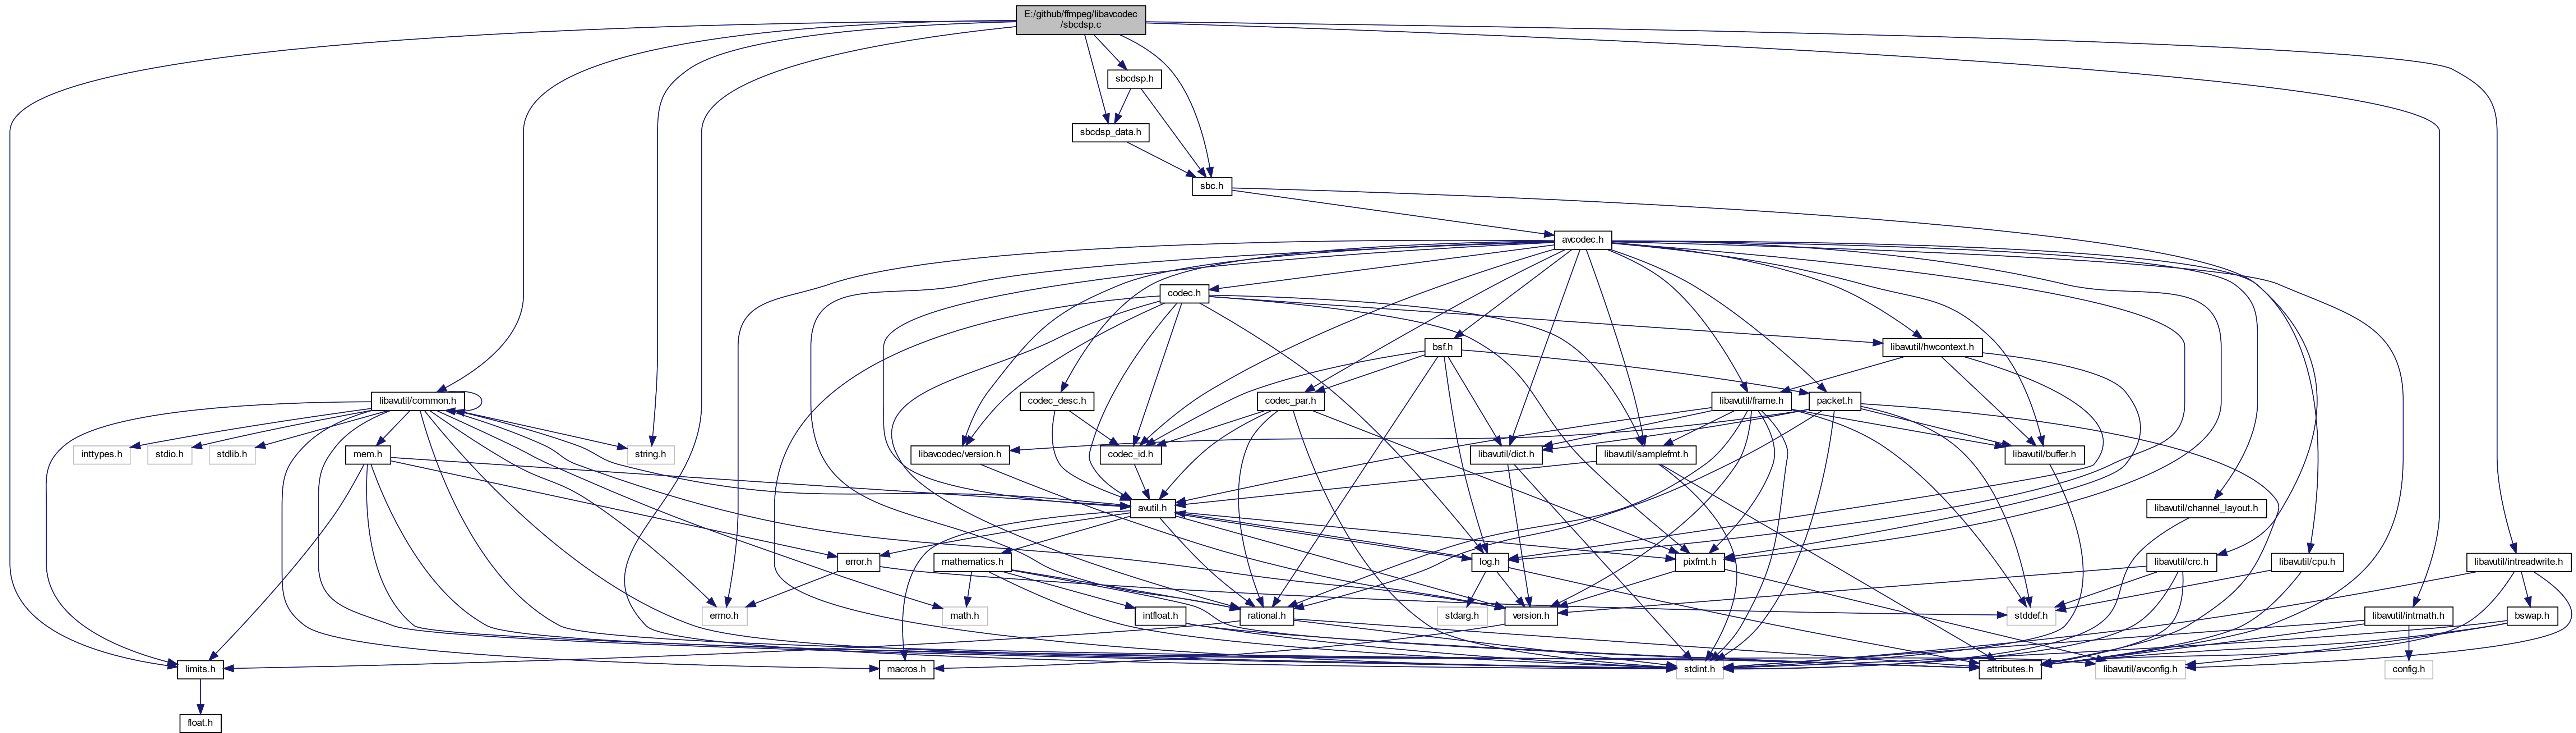 E:/github/ffmpeg/libavcodec
/sbcdsp.c
sbcdsp.h
sbcdsp_data.h
sbc.h
avcodec.h
codec.h
bsf.h
libavutil/hwcontext.h
libavutil/common.h
codec_desc.h
codec_par.h
libavutil/frame.h
packet.h
inttypes.h
stdio.h
stdlib.h
mem.h
string.h
libavcodec/version.h
codec_id.h
libavutil/dict.h
libavutil/samplefmt.h
libavutil/buffer.h
avutil.h
libavutil/channel_layout.h
error.h
mathematics.h
log.h
pixfmt.h
libavutil/crc.h
libavutil/cpu.h
libavutil/intreadwrite.h
errno.h
math.h
intfloat.h
rational.h
stdarg.h
version.h
stddef.h
libavutil/intmath.h
bswap.h
limits.h
macros.h
stdint.h
attributes.h
libavutil/avconfig.h
config.h
float.h